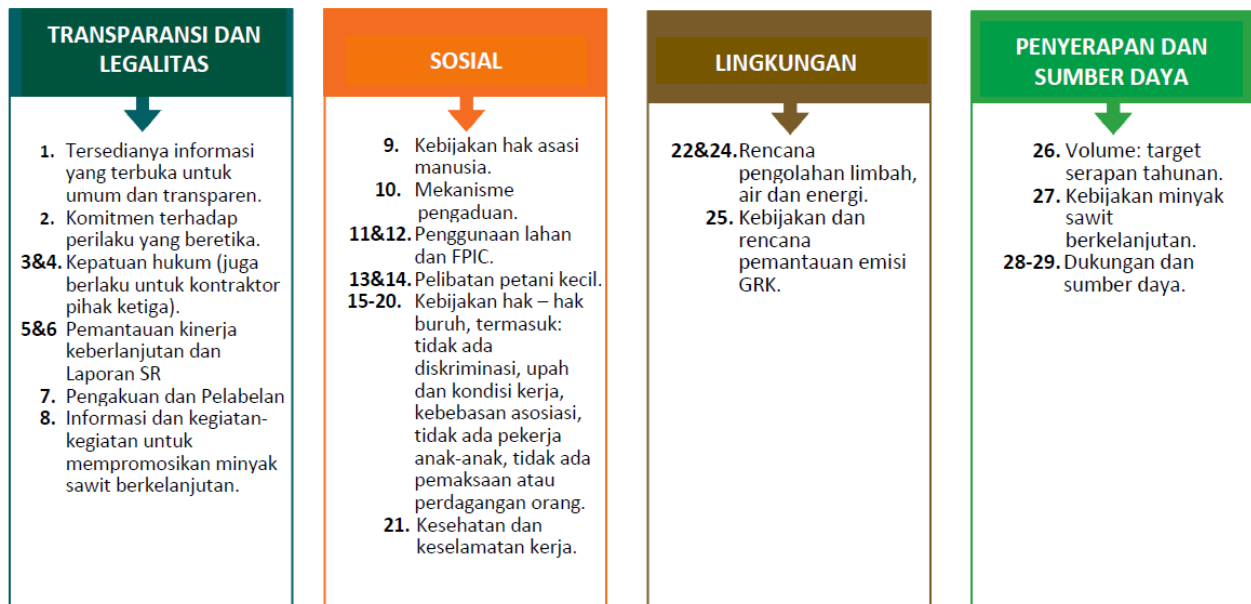 TRANSPARANSI DAN
LEGALITAS
1. Tersedianya informasi
yang terbuka untuk
umum dan transparen.
2. Komitmen terhadap
perilaku yang beretika.
3&4. Kepatuan hukum (juga
berlaku untuk kontraktor
pihak ketiga).
5&6 Pemantauan kinerja
keberlanjutan dan
Laporan SR
7. Pengakuan dan Pelabelan
8. Informasi dan kegiatan-
kegiatan untuk
mempromosikan minyak
sawit berkelanjutan.
SOSIAL
9. Kebijakan hak asasi
manusia.
10. Mekanisme
pengaduan.
11&12. Penggunaan lahan
dan FPIC.
13&14. Pelibatan petani kecil.
15-20. Kebijakan hak – hak
buruh, termasuk:
tidak ada
diskriminasi, upah
dan kondisi kerja,
kebebasan asosiasi,
tidak ada pekerja
anak-anak, tidak ada
pemaksaan atau
perdagangan orang.
21. Kesehatan dan
keselamatan kerja.
LINGKUNGAN
22&24. Rencana
pengolahan limbah,
air dan energi.
25. Kebijakan dan
rencana
pemantauan emisi
GRK.
PENYERAPAN DAN
SUMBER DAYA
26. Volume: target
serapan tahunan.
27. Kebijakan minyak
sawit
berkelanjutan.
28-29. Dukungan dan
sumber daya.